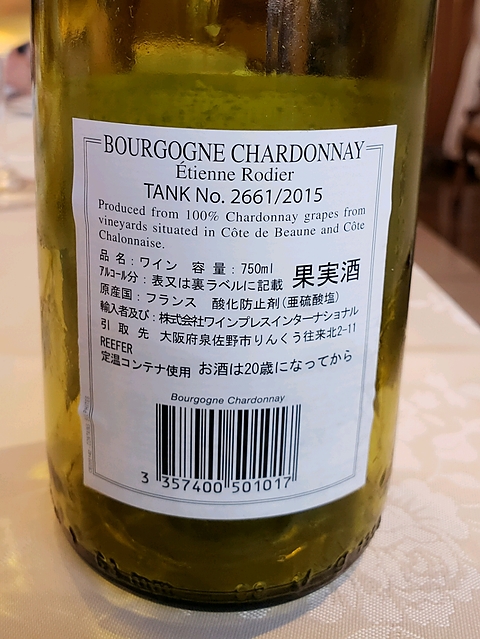 BOURGOGNE CHARDONNAY
Étienne Rodier
TANK No. 2661/2015
Produced from 100% Chardonnay grapes from
vineyards situated in Côte de Beaune and Côte
Chalonnaise.
品 名：ワイン 容 量：750ml 果実酒
ｱﾙｺｰﾙ分：表又は裏ラベルに記載
原産国：フランス 酸化防止剤(亜硫酸塩)
輸入者及び：株式会社ワインプレスインターナショナル
引 取 先 大阪府泉佐野市りんくう往来北2-11
REEFER
定温コンテナ使用 お酒は20歳になってから
Bourgogne Chardonnay
3 357400 501017